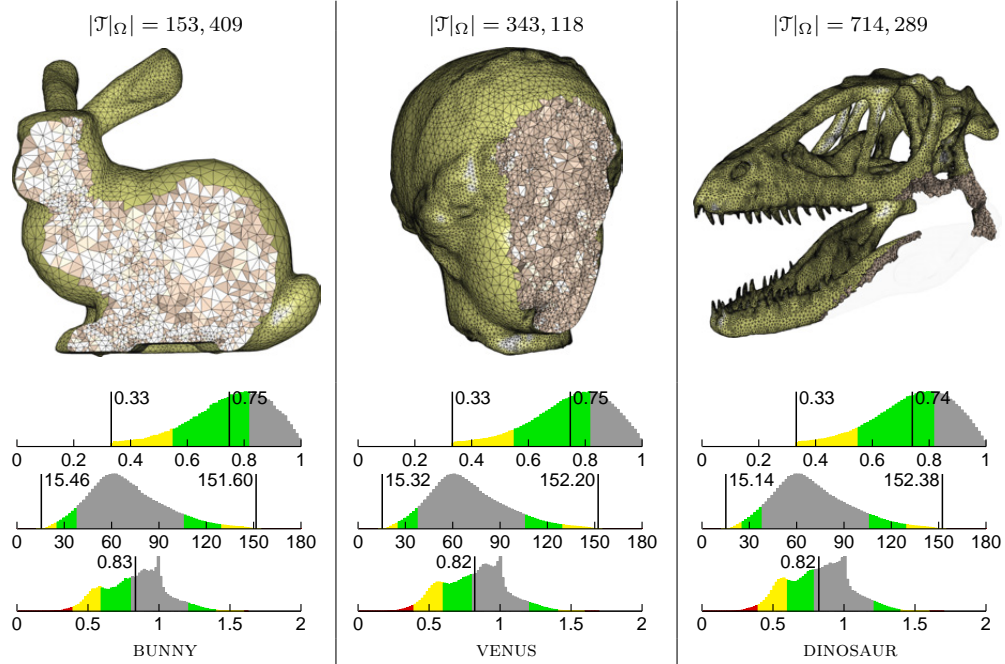 |𝒯|Ω| = 153, 409
|𝒯|Ω| = 343, 118
|𝒯|Ω| = 714, 289
0.33 0.75
0 0.2 0.4 0.6 0.8 1
15.46 151.60
0 30 60 90 120 150 180
0.83
0 0.5 1 1.5 2
BUNNY
0.33 0.75
0 0.2 0.4 0.6 0.8 1
15.32 152.20
0 30 60 90 120 150 180
0.82
0 0.5 1 1.5 2
VENUS
0.33 0.74
0 0.2 0.4 0.6 0.8 1
15.14 152.38
0 30 60 90 120 150 180
0.82
0 0.5 1 1.5 2
DINOSAUR